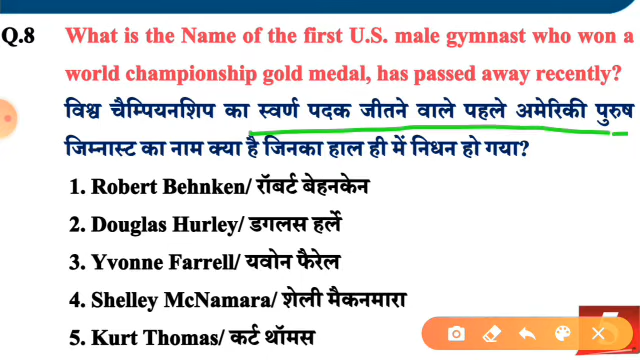 Q.8 What is the Name of the first U.S. male gymnast who won a
world championship gold medal, has passed away recently?
विश्व चैम्पियनशिप का स्वर्ण पदक जीतने वाले पहले अमेरिकी पुरुष
जिम्नास्ट का नाम क्या है जिनका हाल ही में निधन हो गया?
1. Robert Behnken/ रॉबर्ट बेहनकेन
2. Douglas Hurley/ डगलस हर्ले
3. Yvonne Farrell/ यवोन फैरेल
4. Shelley McNamara/ शेली मैकनमारा
5. Kurt Thomas/ कर्ट थॉमस